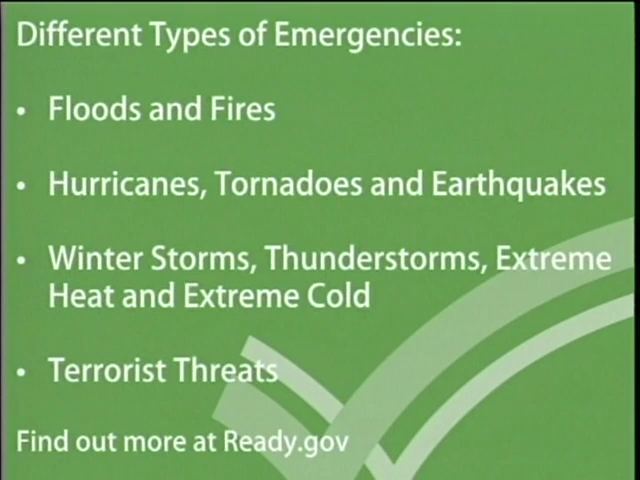 Different Types of Emergencies:
• Floods and Fires
• Hurricanes, Tornadoes and Earthquakes
• Winter Storms, Thunderstorms, Extreme
Heat and Extreme Cold
• Terrorist Threats
Find out more at Ready.gov